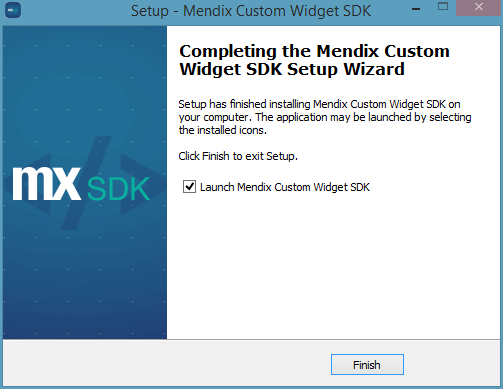 Setup - Mendix Custom Widget SDK
Completing the Mendix Custom
Widget SDK Setup Wizard
Setup has finished installing Mendix Custom Widget SDK on
your computer. The application may be launched by selecting
the installed icons.
Click Finish to exit Setup.
Launch Mendix Custom Widget SDK
mx SDK
Finish